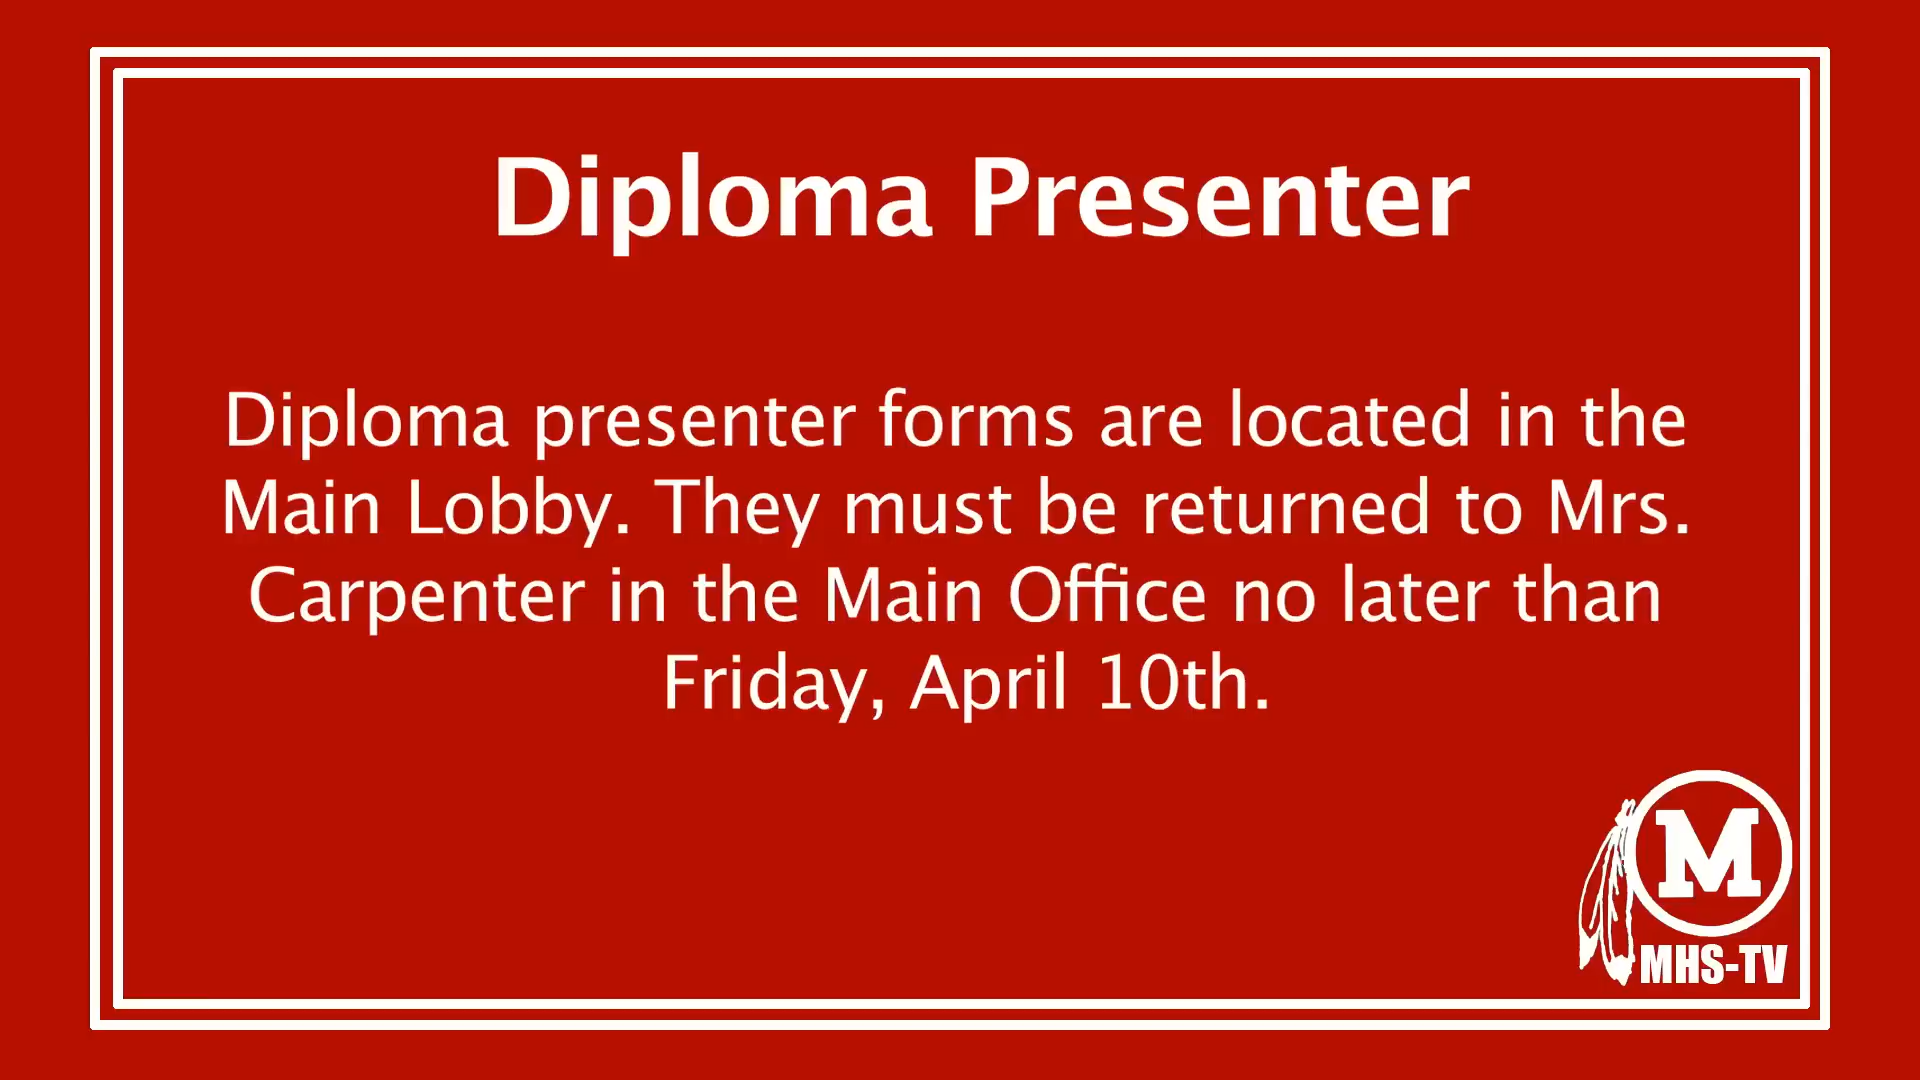 Diploma Presenter
Diploma presenter forms are located in the
Main Lobby. They must be returned to Mrs.
Carpenter in the Main Office no later than
Friday, April 10th.
M
MHS-TV